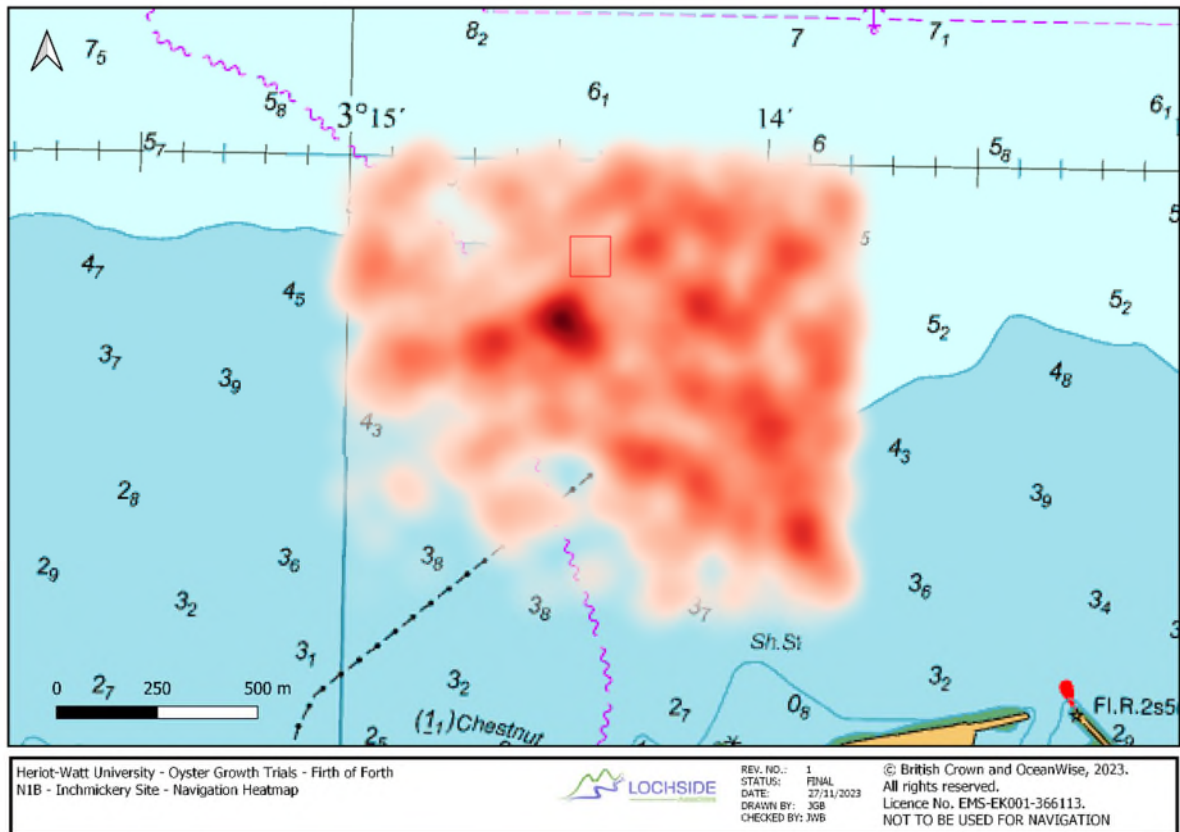 8₂ 7 7₁
7₅
6₁ 6₁
5₈ 3°15′ 14′
5₇ 6 5₈
5
4₇ 5
4₅ 5₂
5₂
3₇ 3₉ 4₈
4₃
4₃
2₈ 3₉
3₈
3₆
2₉ 3₆
3₂ 3₈ 3₇ 3₄
Sh.Si
3₁ 3₂
3₂ 2₇ 0₈
0 2₇ 250 500 m Fl.R.2s5
(1₁)Chestnut 2₉
2₅
Heriot-Watt University - Oyster Growth Trials - Firth of Forth
N1B - Inchmickery Site - Navigation Heatmap
LOCHSIDE
Associates
REV. NO.: 1
STATUS: FINAL
DATE: 27/11/2023
DRAWN BY: JGB
CHECKED BY: JWB
© British Crown and OceanWise, 2023.
All rights reserved.
Licence No. EMS-EK001-366113.
NOT TO BE USED FOR NAVIGATION